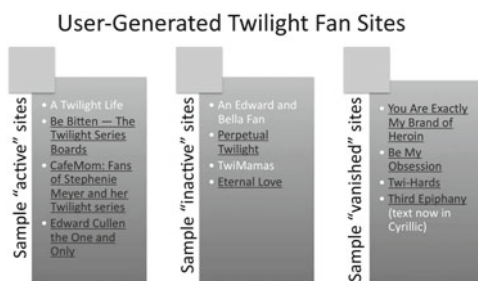 User-Generated Twilight Fan Sites
Sample “active” sites
• A Twilight Life
• Be Bitten — The
Twilight Series
Boards
• CafeMom: Fans of
Stephenie
Meyer and her
Twilight series
• Edward Cullen
the One and
Only
Sample “inactive” sites
• An Edward and
Bella Fan
• Perpetual
Twilight
• TwiMamas
• Eternal Love
Sample “vanished” sites
• You Are Exactly
My Brand of
Heroin
• Be My
Obsession
• Twi-Hards
• Third Epiphany
(text now in
Cyrillic)